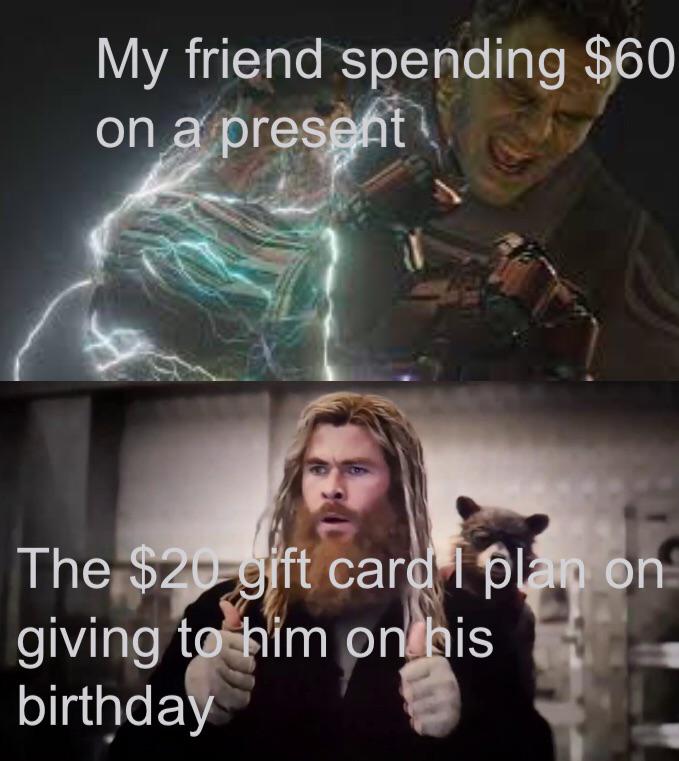 My friend spending $60
on a present
The $20 gift card I plan on
giving to him on his
birthday